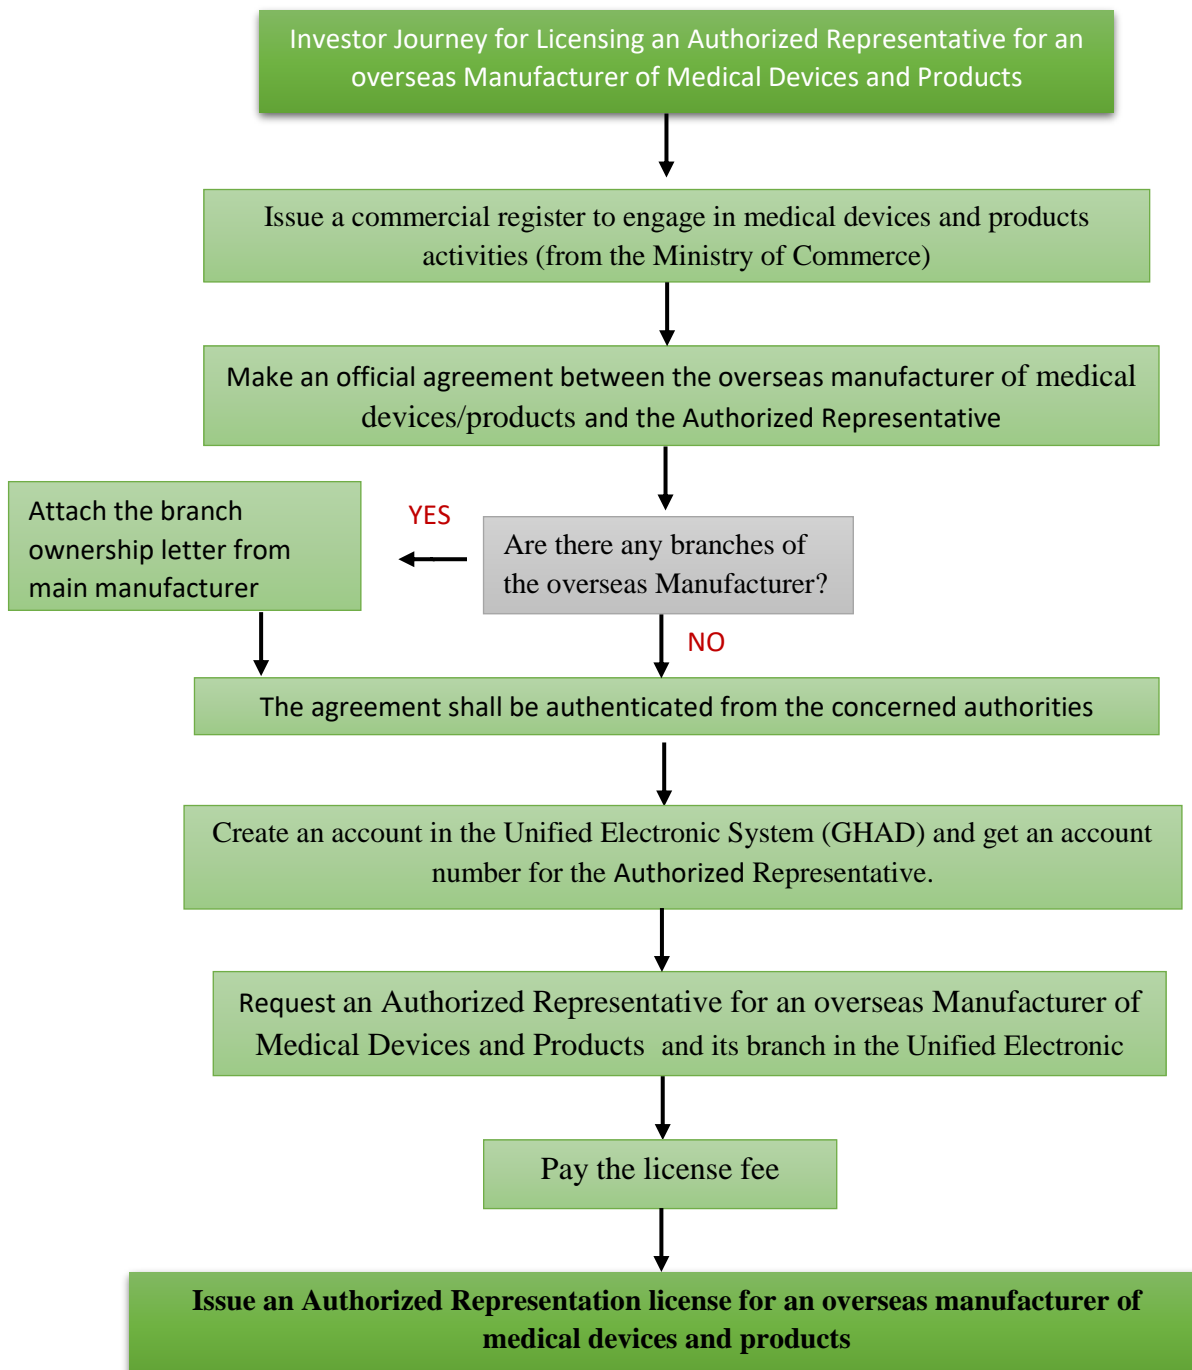 Investor Journey for Licensing an Authorized Representative for an
overseas Manufacturer of Medical Devices and Products
Issue a commercial register to engage in medical devices and products
activities (from the Ministry of Commerce)
Make an official agreement between the overseas manufacturer of medical
devices/products and the Authorized Representative
Attach the branch
ownership letter from
main manufacturer
YES
Are there any branches of
the overseas Manufacturer?
NO
The agreement shall be authenticated from the concerned authorities
Create an account in the Unified Electronic System (GHAD) and get an account
number for the Authorized Representative.
Request an Authorized Representative for an overseas Manufacturer of
Medical Devices and Products and its branch in the Unified Electronic
Pay the license fee
Issue an Authorized Representation license for an overseas manufacturer of
medical devices and products